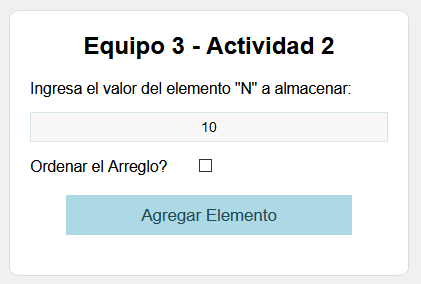 Equipo 3 - Actividad 2
Ingresa el valor del elemento "N" a almacenar:
10
Ordenar el Arreglo?
Agregar Elemento